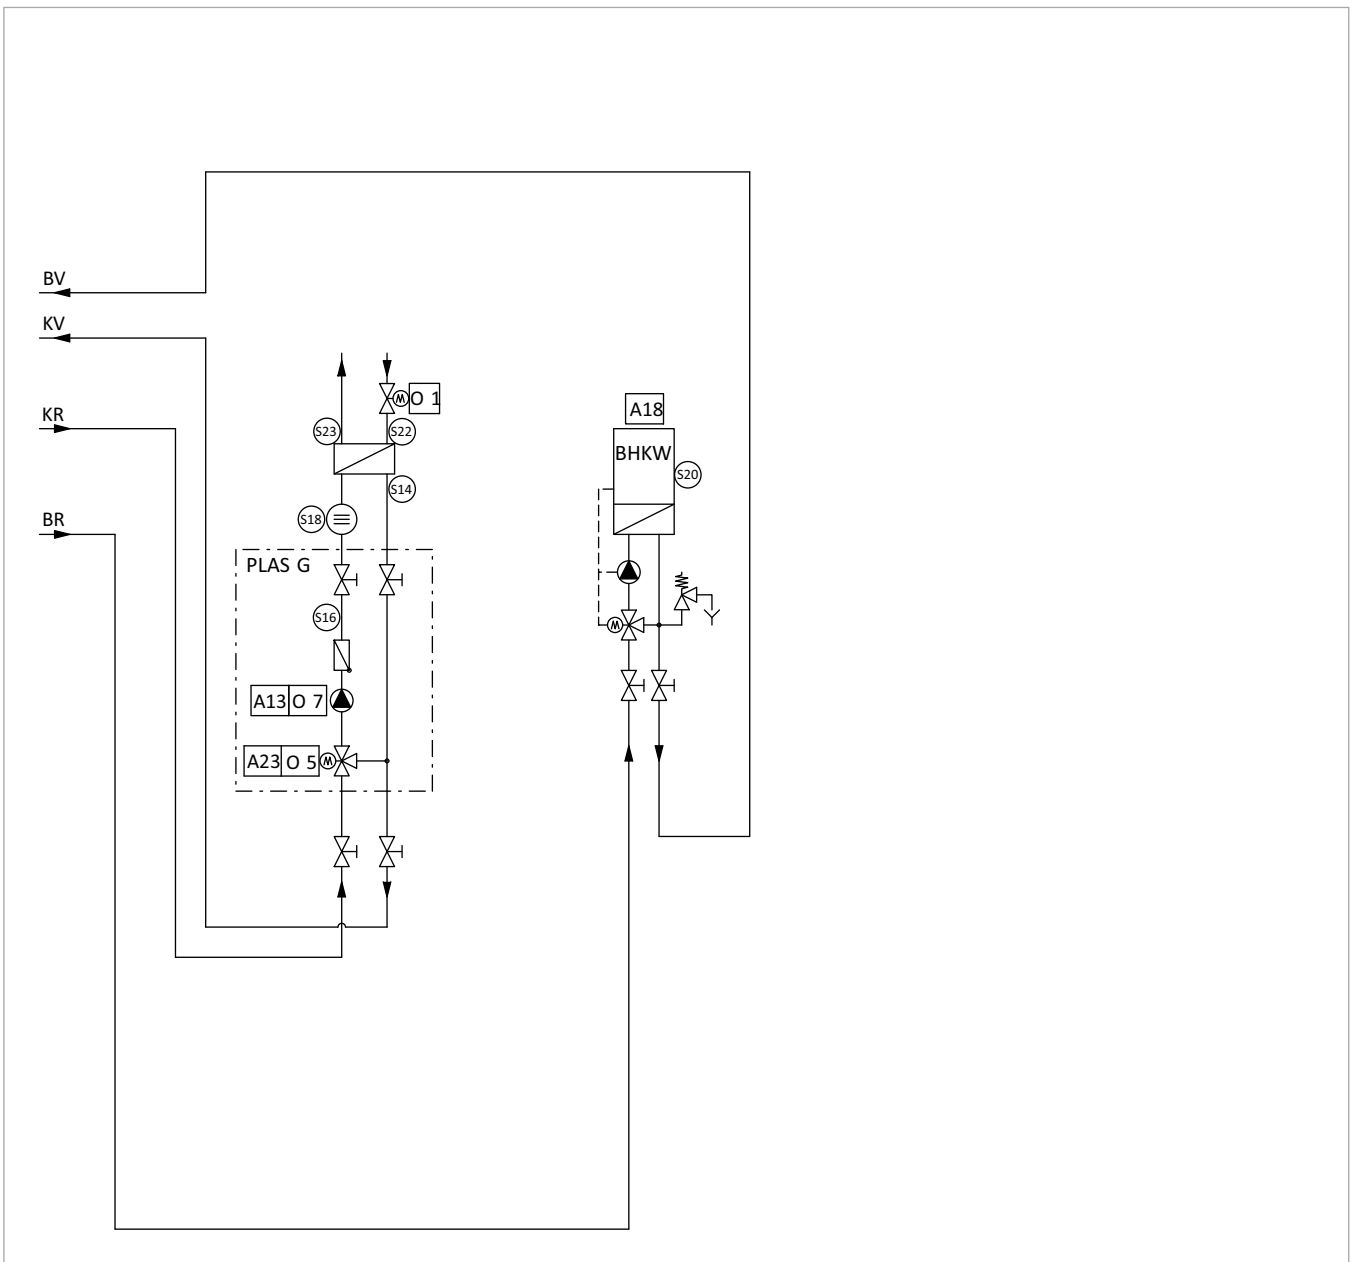 BV
KV
O 1
A18
KR
S23
S22
BHKW
S20
S14
S18
BR
PLAS G
S16
A13 O 7
M
A23 O 5 M